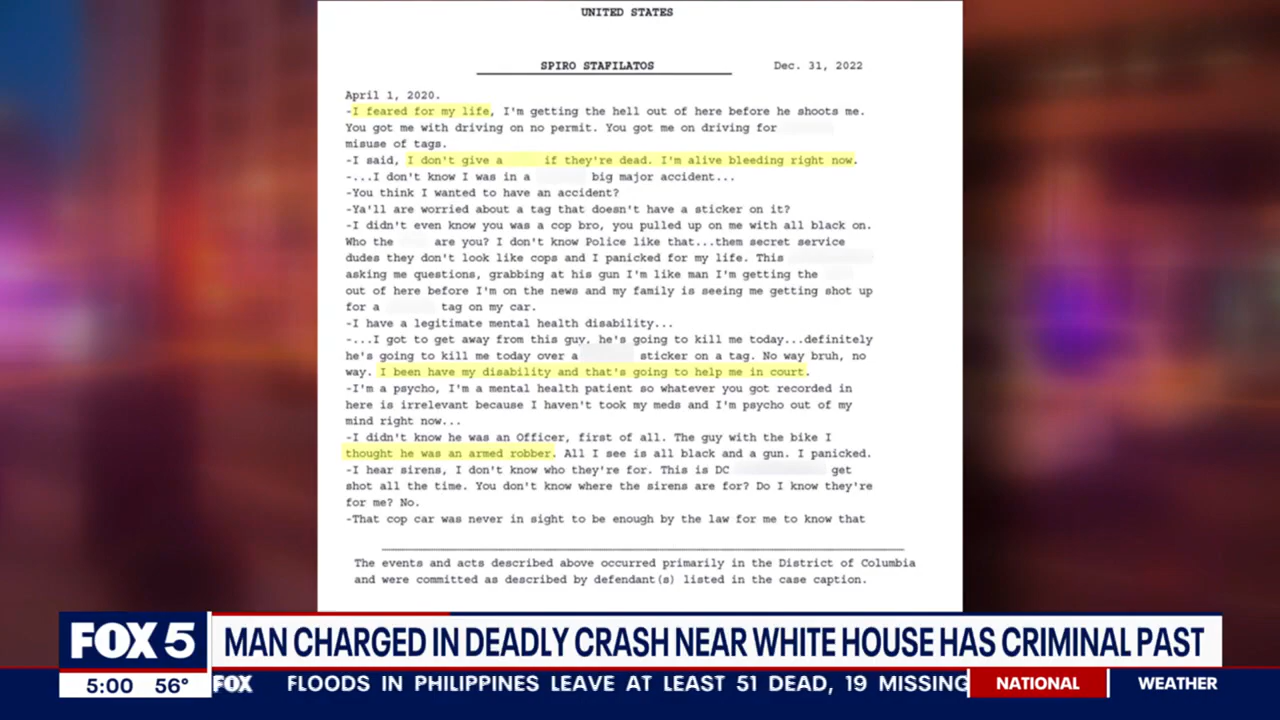 UNITED STATES
SPIRO STAFILATOS Dec. 31, 2022
April 1, 2020.
-I feared for my life, I'm getting the hell out of here before he shoots me.
You got me with driving on no permit. You got me on driving for
misuse of tags.
-I said, I don't give a if they're dead. I'm alive bleeding right now.
-...I don't know I was in a big major accident...
-You think I wanted to have an accident?
-Ya'll are worried about a tag that doesn't have a sticker on it?
-I didn't even know you was a cop bro, you pulled up on me with all black on.
Who the are you? I don't know Police like that...them secret service
dudes they don't look like cops and I panicked for my life. This
asking me questions, grabbing at his gun I'm like man I'm getting the
out of here before I'm on the news and my family is seeing me getting shot up
for a tag on my car.
-I have a legitimate mental health disability...
-...I got to get away from this guy, he's going to kill me today...definitely
he's going to kill me today over a sticker on a tag. No way bruh, no
way. I been have my disability and that's going to help me in court.
-I'm a psycho, I'm a mental health patient so whatever you got recorded in
here is irrelevant because I haven't took my meds and I'm psycho out of my
mind right now...
-I didn't know he was an Officer, first of all. The guy with the bike I
thought he was an armed robber. All I see is all black and a gun. I panicked.
-I hear sirens, I don't know who they're for. This is DC get
shot all the time. You don't know where the sirens are for? Do I know they're
for me? No.
-That cop car was never in sight to be enough by the law for me to know that
The events and acts described above occurred primarily in the District of Columbia
and were committed as described by defendant(s) listed in the case caption.
FOX 5 MAN CHARGED IN DEADLY CRASH NEAR WHITE HOUSE HAS CRIMINAL PAST
5:00 56° FOX FLOODS IN PHILIPPINES LEAVE AT LEAST 51 DEAD, 19 MISSING NATIONAL WEATHER